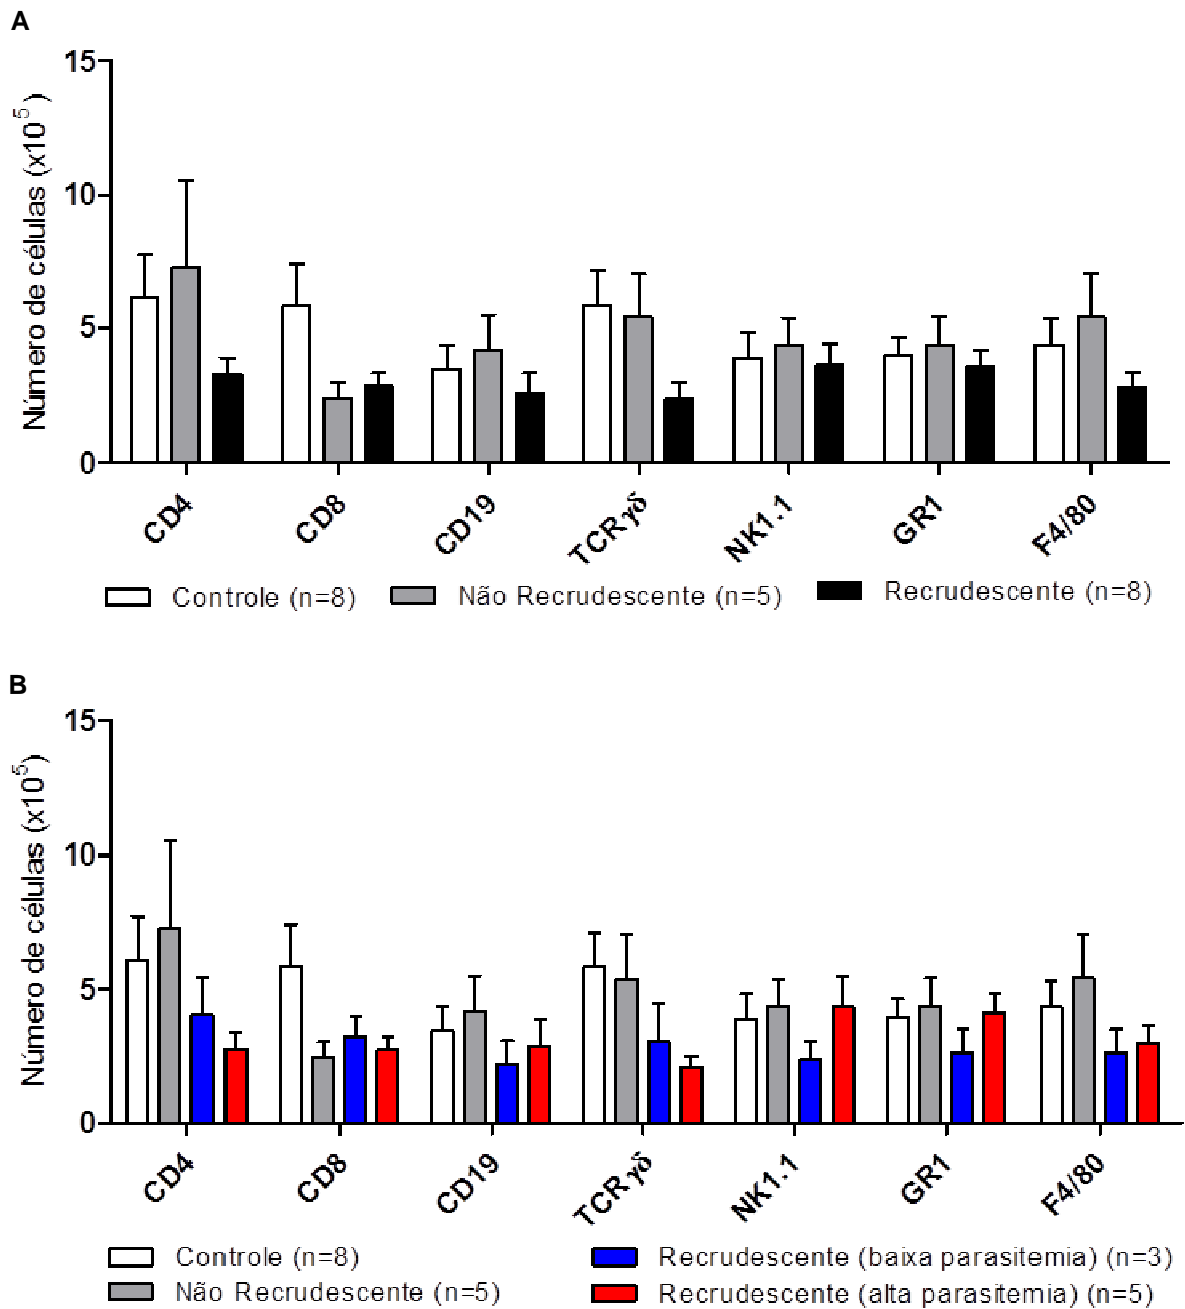 A
Número de células (x10⁵)
15
10
5
0
CD4 CD8 CD19 TCRγδ NK1.1 GR1 F4/80
Controle (n=8) Não Recrudescente (n=5) Recrudescente (n=8)
B
Número de células (x10⁵)
15
10
5
0
CD4 CD8 CD19 TCRγδ NK1.1 GR1 F4/80
Controle (n=8) Recrudescente (baixa parasitemia) (n=3)
Não Recrudescente (n=5) Recrudescente (alta parasitemia) (n=5)